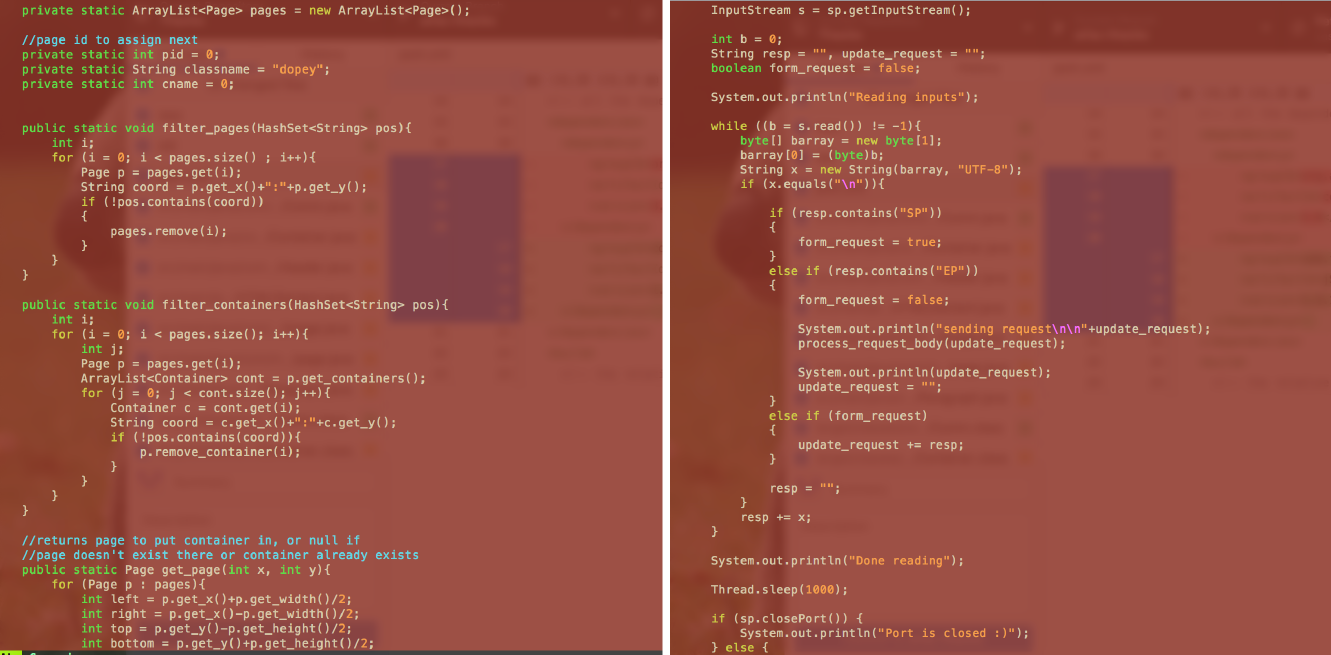 private static ArrayList<Page> pages = new ArrayList<Page>();
//page id to assign next
private static int pid = 0;
private static String classname = "dopey";
private static int cname = 0;
public static void filter_pages(HashSet<String> pos){
int i;
for (i = 0; i < pages.size() ; i++){
Page p = pages.get(i);
String coord = p.get_x()+":"+p.get_y();
if (!pos.contains(coord))
{
pages.remove(i);
}
}
}
public static void filter_containers(HashSet<String> pos){
int i;
for (i = 0; i < pages.size(); i++){
int j;
Page p = pages.get(i);
ArrayList<Container> cont = p.get_containers();
for (j = 0; j < cont.size(); j++){
Container c = cont.get(i);
String coord = c.get_x()+":"+c.get_y();
if (!pos.contains(coord)){
p.remove_container(i);
}
}
}
}
//returns page to put container in, or null if
//page doesn't exist there or container already exists
public static Page get_page(int x, int y){
for (Page p : pages){
int left = p.get_x()+p.get_width()/2;
int right = p.get_x()-p.get_width()/2;
int top = p.get_y()-p.get_height()/2;
int bottom = p.get_y()+p.get_height()/2;
InputStream s = sp.getInputStream();
int b = 0;
String resp = "", update_request = "";
boolean form_request = false;
System.out.println("Reading inputs");
while ((b = s.read()) != -1){
byte[] barray = new byte[1];
barray[0] = (byte)b;
String x = new String(barray, "UTF-8");
if (x.equals("\n")){
if (resp.contains("SP"))
{
form_request = true;
}
else if (resp.contains("EP"))
{
form_request = false;
System.out.println("sending request\n\n"+update_request);
process_request_body(update_request);
System.out.println(update_request);
update_request = "";
}
else if (form_request)
{
update_request += resp;
}
resp = "";
}
resp += x;
}
System.out.println("Done reading");
Thread.sleep(1000);
if (sp.closePort()) {
System.out.println("Port is closed :)");
} else {